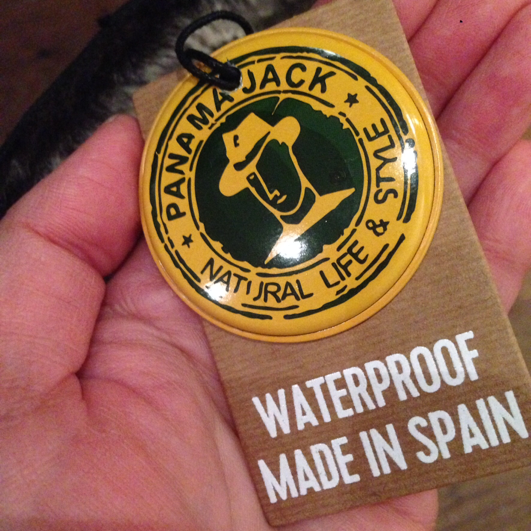 PANAMA JACK
NATURAL LIFE & STYLE
WATERPROOF
MADE IN SPAIN